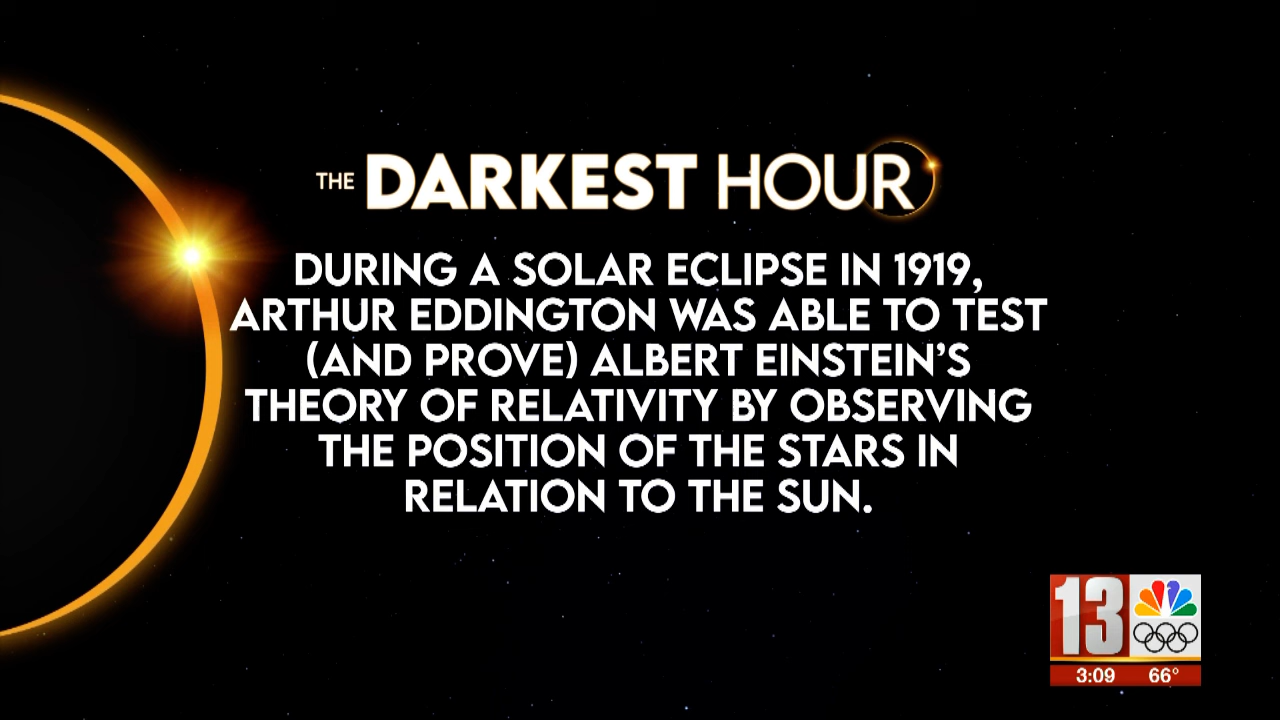 THE DARKEST HOUR
DURING A SOLAR ECLIPSE IN 1919,
ARTHUR EDDINGTON WAS ABLE TO TEST
(AND PROVE) ALBERT EINSTEIN'S
THEORY OF RELATIVITY BY OBSERVING
THE POSITION OF THE STARS IN
RELATION TO THE SUN.
13
3:09 66°